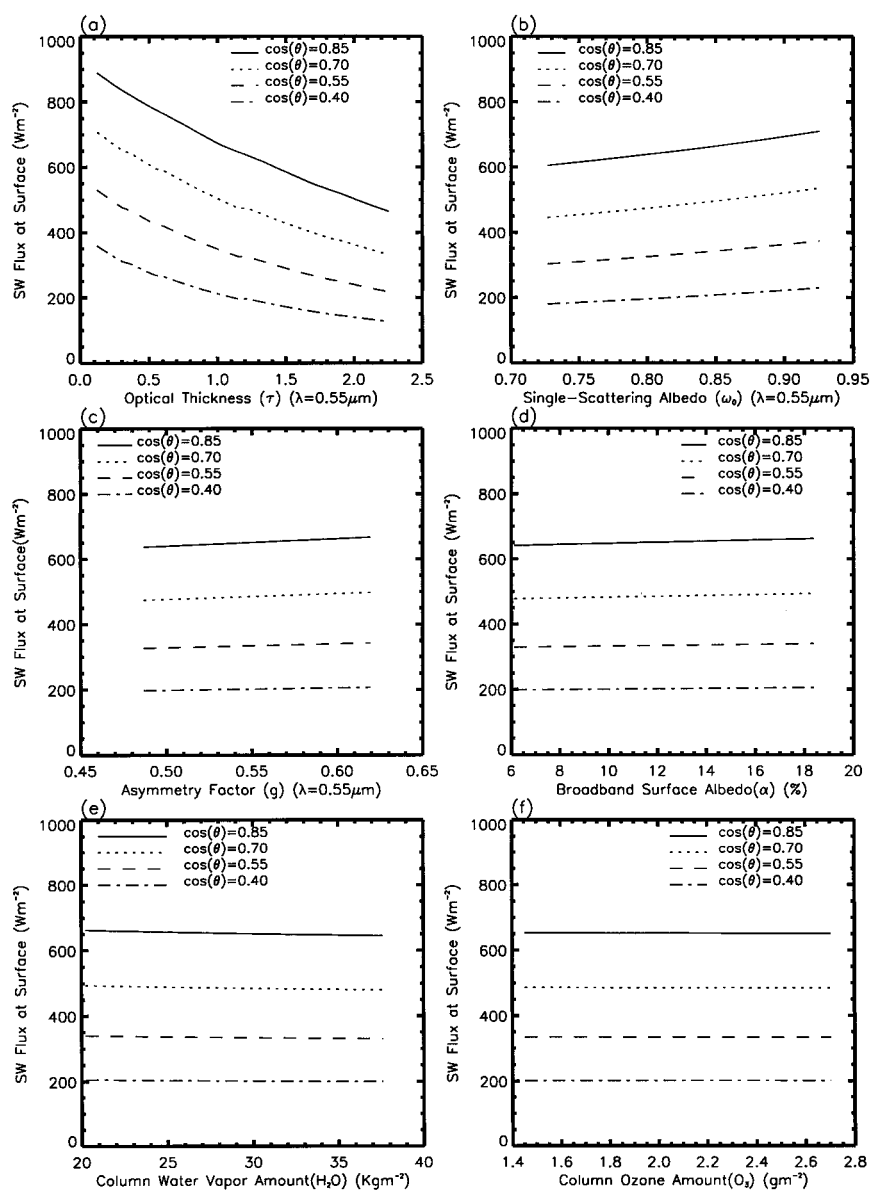 (a)
1000
800
600
400
200
0
SW Flux at Surface (Wm⁻²)
cos(θ)=0.85
cos(θ)=0.70
cos(θ)=0.55
cos(θ)=0.40
0.0 0.5 1.0 1.5 2.0 2.5
Optical Thickness (τ) (λ=0.55μm)
(b)
1000
800
600
400
200
0
SW Flux at Surface (Wm⁻²)
cos(θ)=0.85
cos(θ)=0.70
cos(θ)=0.55
cos(θ)=0.40
0.70 0.75 0.80 0.85 0.90 0.95
Single-Scattering Albedo (ω₀) (λ=0.55μm)
(c)
1000
800
600
400
200
0
SW Flux at Surface(Wm⁻²)
cos(θ)=0.85
cos(θ)=0.70
cos(θ)=0.55
cos(θ)=0.40
0.45 0.50 0.55 0.60 0.65
Asymmetry Factor (g) (λ=0.55μm)
(d)
1000
800
600
400
200
0
SW Flux at Surface (Wm⁻²)
cos(θ)=0.85
cos(θ)=0.70
cos(θ)=0.55
cos(θ)=0.40
6 8 10 12 14 16 18 20
Broadband Surface Albedo(α) (%)
(e)
1000
800
600
400
200
0
SW Flux at Surface (Wm⁻²)
cos(θ)=0.85
cos(θ)=0.70
cos(θ)=0.55
cos(θ)=0.40
20 25 30 35 40
Column Water Vapor Amount(H₂O) (Kgm⁻²)
(f)
1000
800
600
400
200
0
SW Flux at Surface (Wm⁻²)
cos(θ)=0.85
cos(θ)=0.70
cos(θ)=0.55
cos(θ)=0.40
1.4 1.6 1.8 2.0 2.2 2.4 2.6 2.8
Column Ozone Amount(O₃) (gm⁻²)